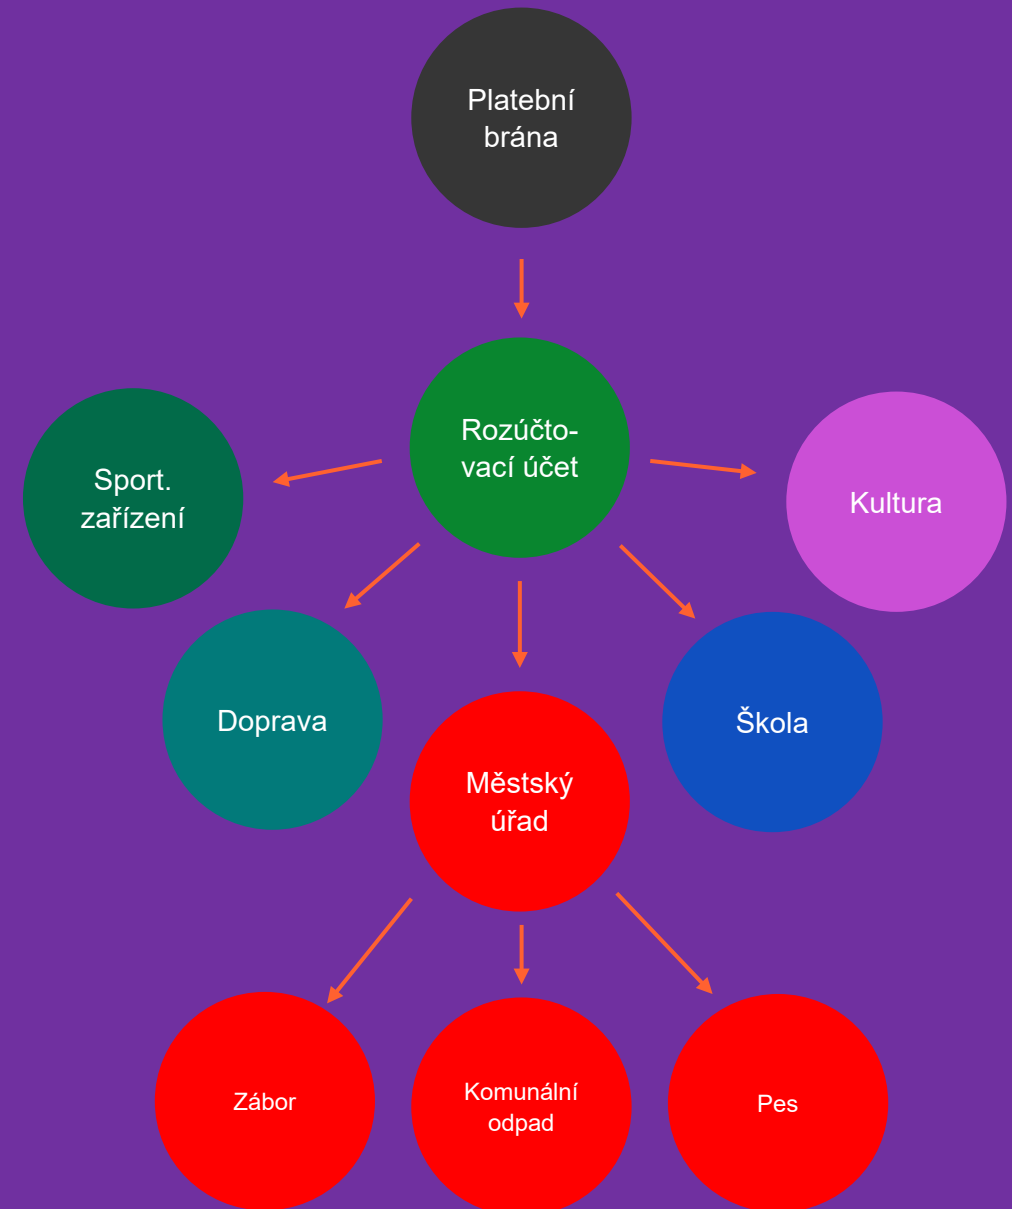 Platební
brána
Rozúčto-
vací účet
Sport.
zařízení
Kultura
Doprava
Škola
Městský
úřad
Zábor
Komunální
odpad
Pes